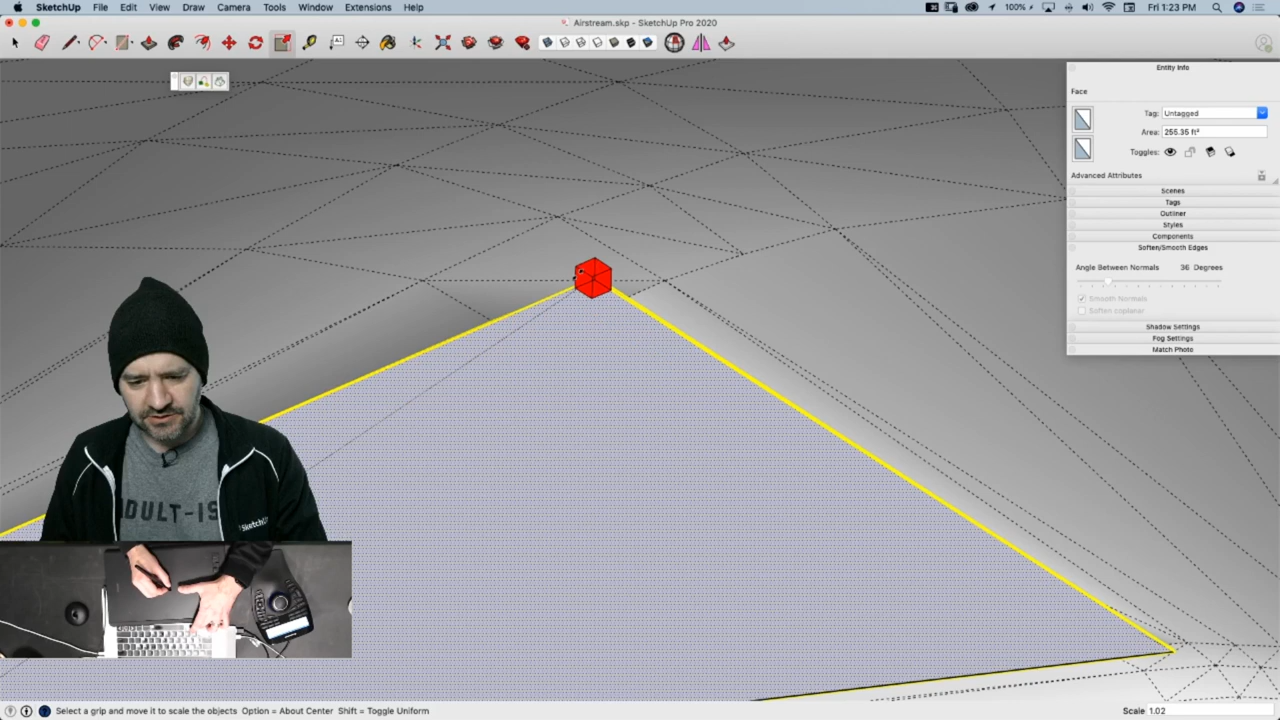 SketchUp File Edit View Draw Camera Tools Window Extensions Help
100% Fri 1:23 PM
Airstream.skp - SketchUp Pro 2020
Entity Info
Face
Tag: Untagged
Area: 255.35 ft²
Toggles:
Advanced Attributes
Scenes
Tags
Outliner
Styles
Components
Soften/Smooth Edges
Angle Between Normals 36 Degrees
Smooth Normals
Soften coplanar
Shadow Settings
Fog Settings
Match Photo
DULT-IS
SketchUp
Select a grip and move it to scale the objects Option = About Center Shift = Toggle Uniform
Scale 1.02